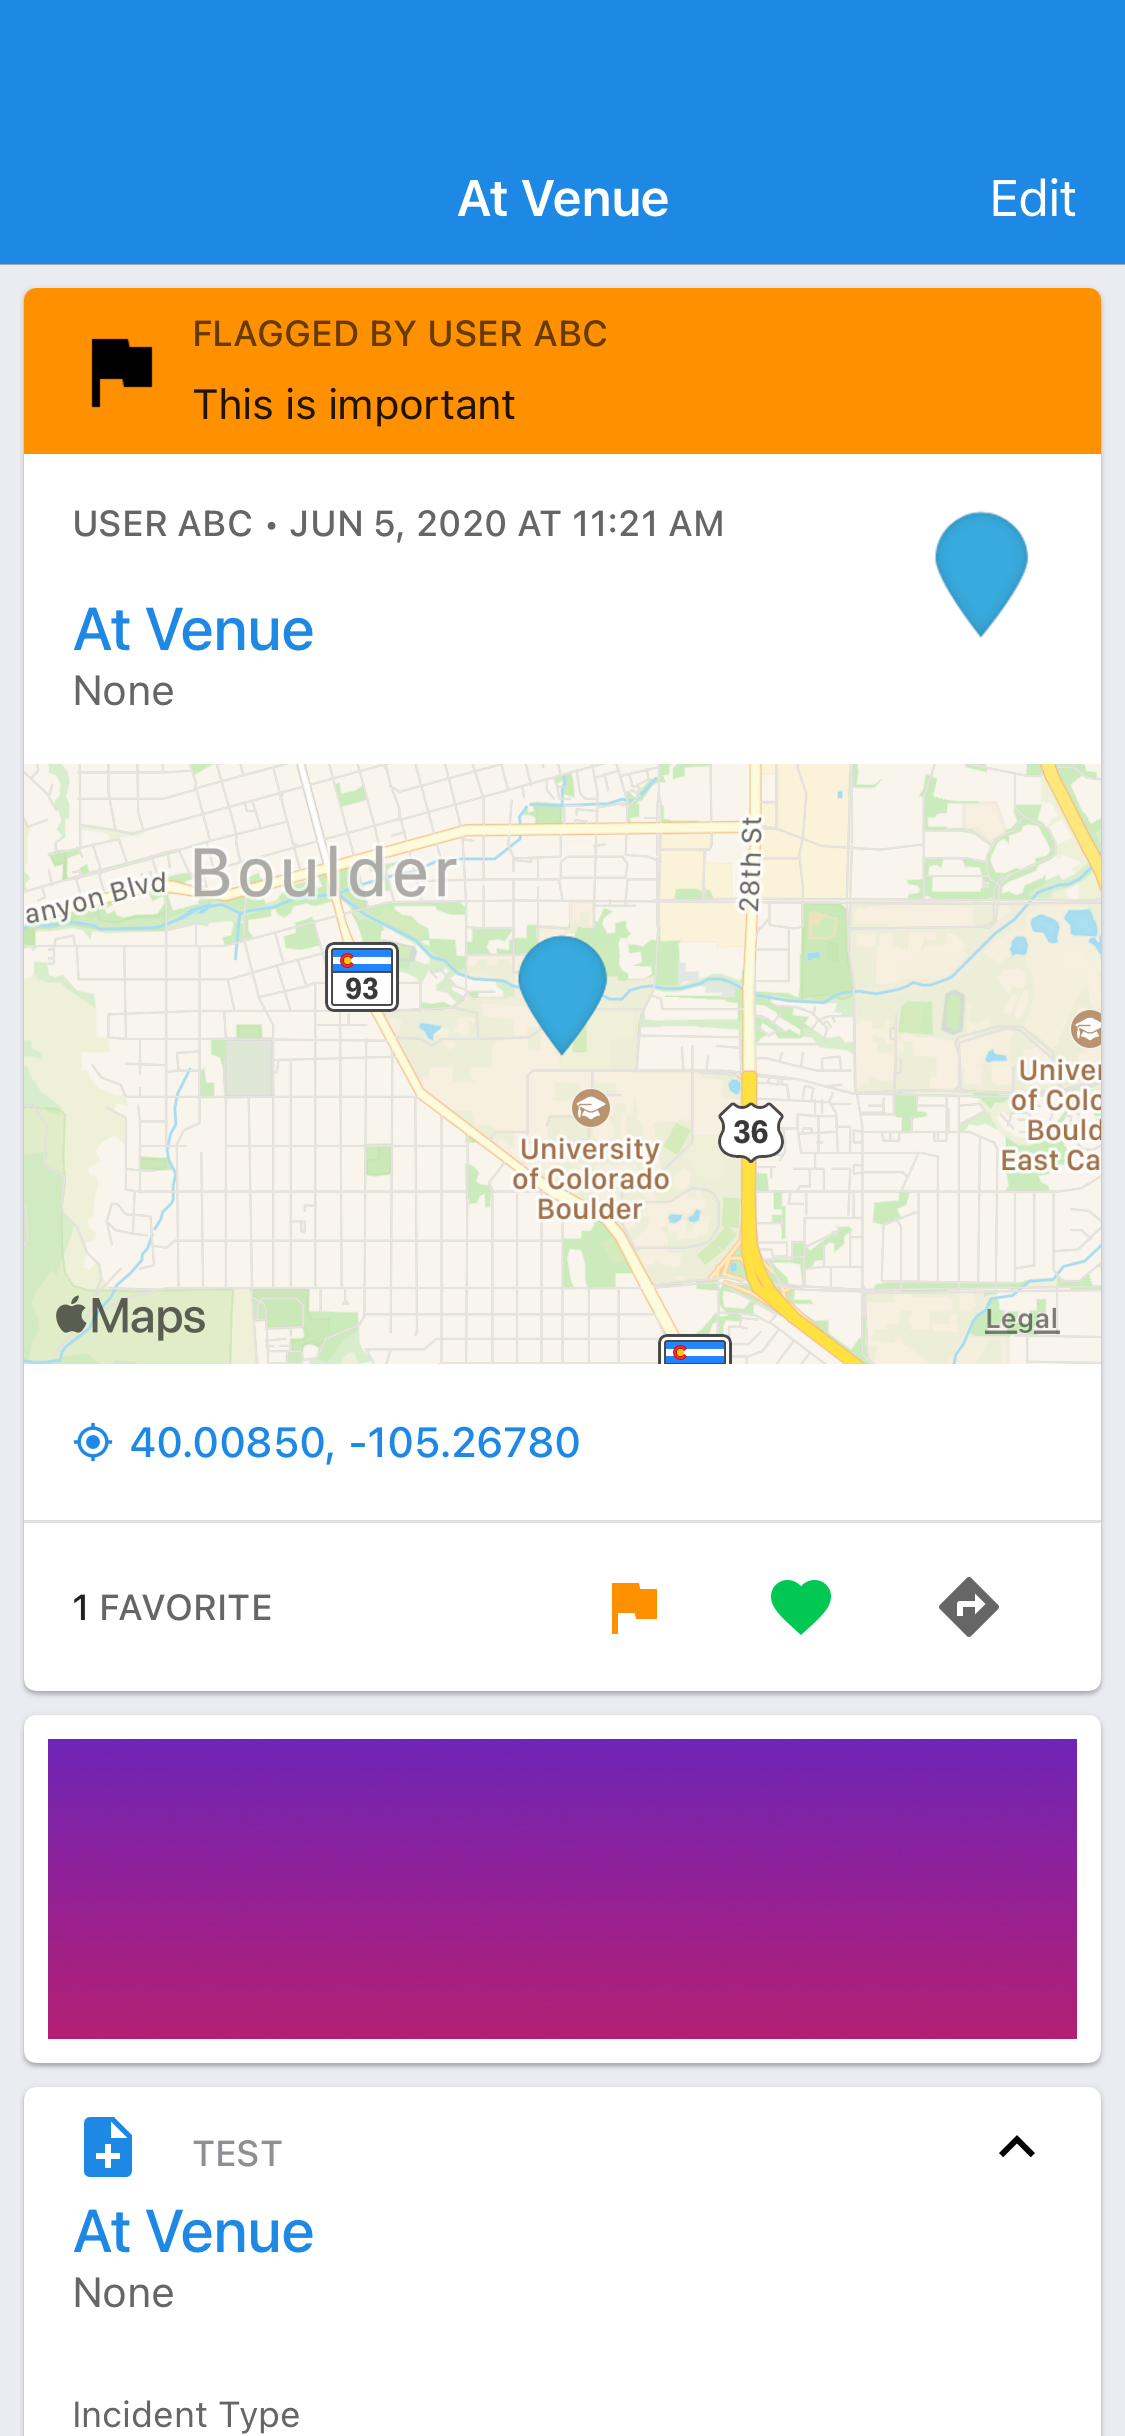 At Venue
Edit
FLAGGED BY USER ABC
This is important
USER ABC • JUN 5, 2020 AT 11:21 AM
At Venue
None
Boulder
28th St
anyon Blvd
93
36
University
of Colorado
Boulder
Univer
of Colo
Bould
East Ca
Maps
Legal
40.00850, -105.26780
1 FAVORITE
TEST
At Venue
None
Incident Type